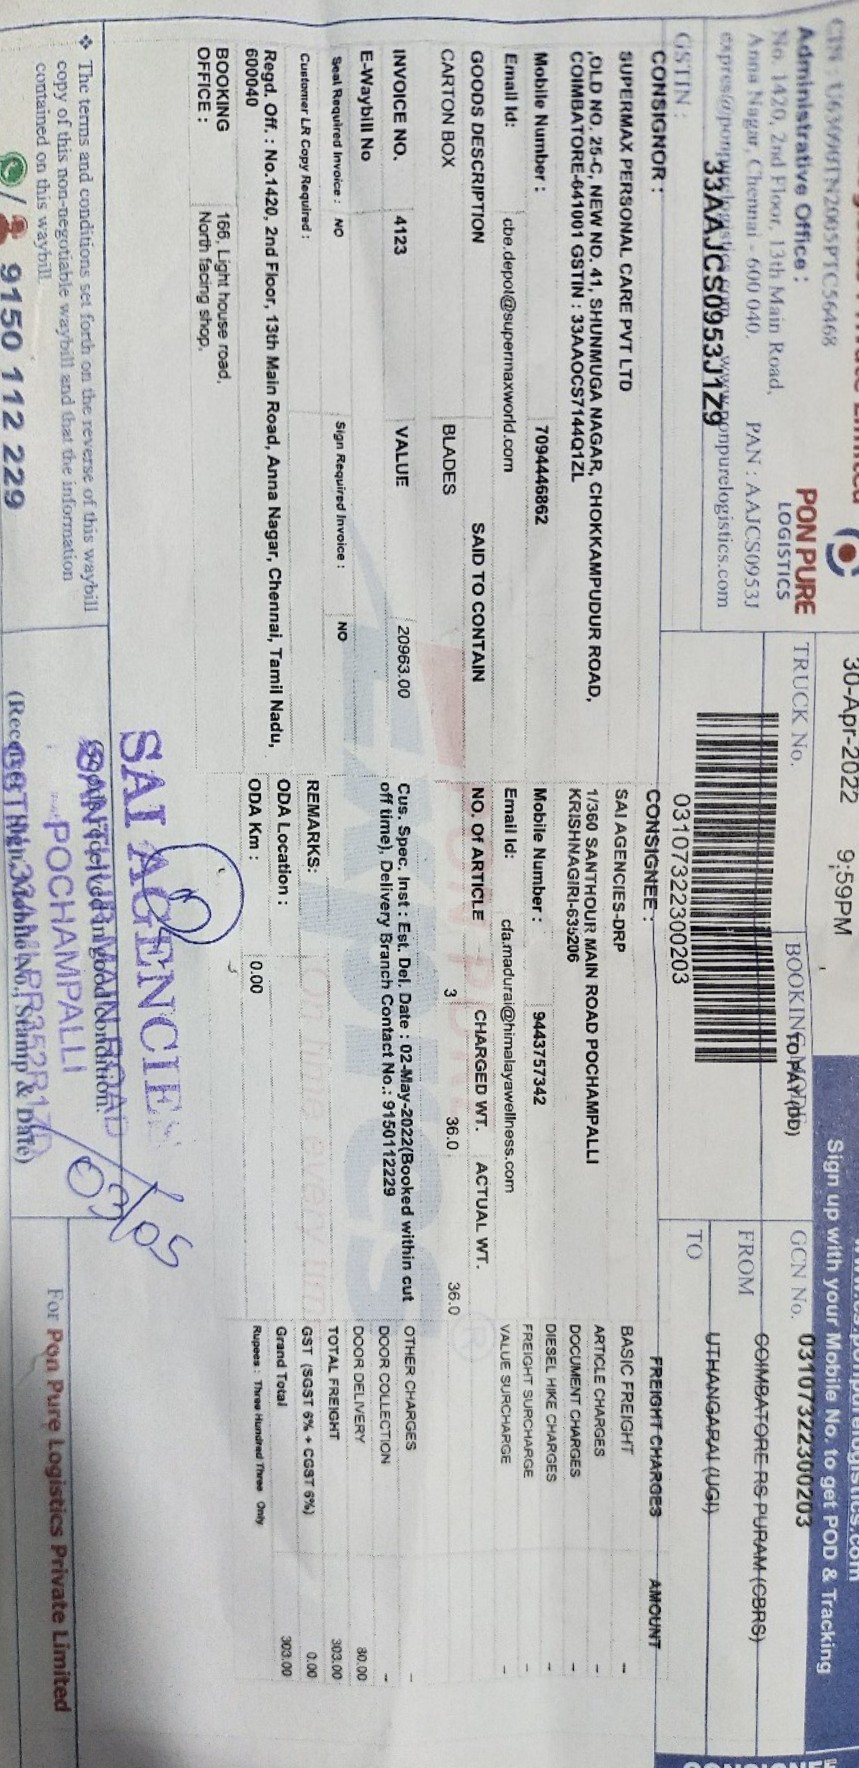 30-Apr-2022 9:59PM
Sign up with your Mobile No. to get POD & Tracking
CIN : U63090TN2005PTC56468
Administrative Office :
No. 1420, 2nd Floor, 13th Main Road,
Anna Nagar, Chennai - 600 040. PAN : AAJCS0953J
www.ponpurelogistics.com
GSTIN : 33AAJCS0953J1Z9
PON PURE
LOGISTICS
TRUCK No.
BOOKING
TO PAY (DD)
03107322300203
GCN No. 03107322300203
FROM COIMBATORE RS PURAM (CBRS)
TO UTHANGARAI (UGI)
CONSIGNOR :
SUPERMAX PERSONAL CARE PVT LTD
,OLD NO. 25-C, NEW NO. 41, SHUNMUGA NAGAR, CHOKKAMPUDUR ROAD,
COIMBATORE-641001 GSTIN : 33AAOCS7144Q1ZL
Mobile Number : 7094446862
Email Id: cbe.depot@supermaxworld.com
CONSIGNEE :
SAI AGENCIES-DRP
1/360 SANTHOUR MAIN ROAD POCHAMPALLI
KRISHNAGIRI-635206
Mobile Number : 9443757342
Email Id: cfa.madurai@himalayawellness.com
GOODS DESCRIPTION SAID TO CONTAIN NO. Of ARTICLE CHARGED WT. ACTUAL WT.
CARTON BOX BLADES 3 36.0 36.0
INVOICE NO. 4123 VALUE 20963.00
E-Waybill No
Seal Required Invoice : NO Sign Required Invoice : NO
Customer LR Copy Required :
Cus. Spec. Inst : Est. Del. Date : 02-May-2022(Booked within cut
off time), Delivery Branch Contact No.: 9150112229
REMARKS:
ODA Location :
ODA Km : 0.00
Regd. Off. : No.1420, 2nd Floor, 13th Main Road, Anna Nagar, Chennai, Tamil Nadu,
600040
BOOKING OFFICE : 166, Light house road,
North facing shop.
FREIGHT CHARGES AMOUNT
BASIC FREIGHT -
ARTICLE CHARGES -
DOCUMENT CHARGES -
DIESEL HIKE CHARGES -
FREIGHT SURCHARGE -
VALUE SURCHARGE -
OTHER CHARGES -
DOOR COLLECTION -
DOOR DELIVERY 80.00
TOTAL FREIGHT 303.00
GST (SGST 6% + CGST 6%) 0.00
Grand Total 303.00
Rupees : Three Hundred Three Only
❖ The terms and conditions set forth on the reverse of this waybill
copy of this non-negotiable waybill and that the information
contained on this waybill.
9150 112 229
SAI AGENCIES
POCHAMPALLI
03/05
For Pon Pure Logistics Private Limited